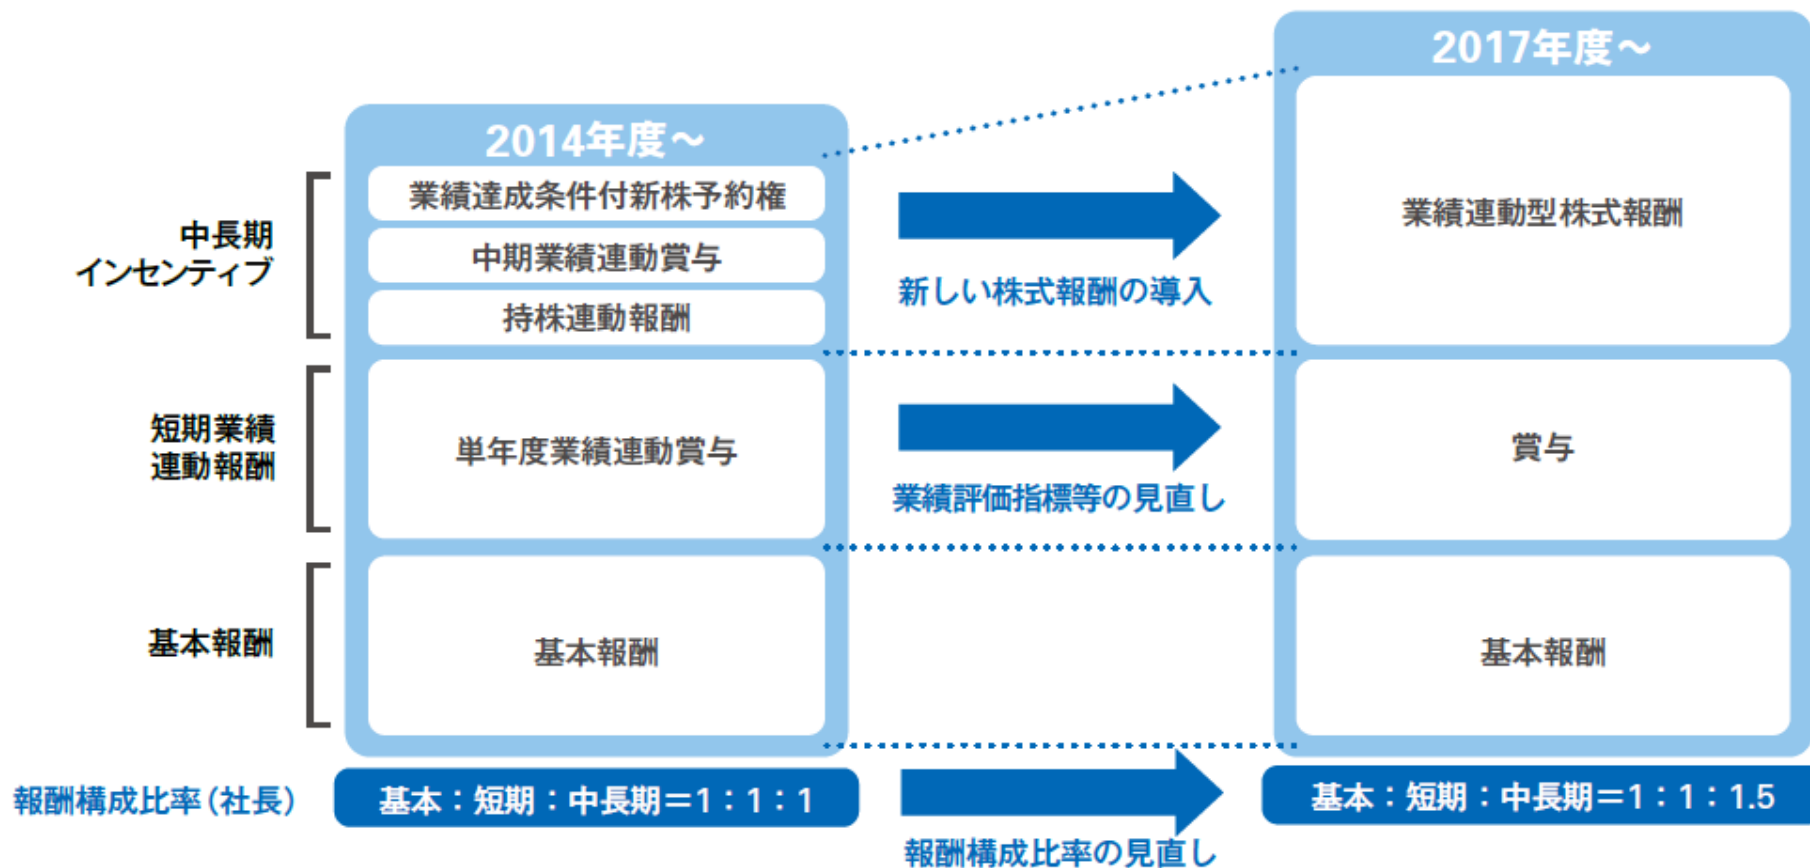 2014年度～
2017年度～
中長期
インセンティブ
業績達成条件付新株予約権
中期業績連動賞与
持株連動報酬
新しい株式報酬の導入
業績連動型株式報酬
短期業績
連動報酬
単年度業績連動賞与
業績評価指標等の見直し
賞与
基本報酬
基本報酬
基本報酬
報酬構成比率（社長）
基本：短期：中長期＝1：1：1
報酬構成比率の見直し
基本：短期：中長期＝1：1：1.5